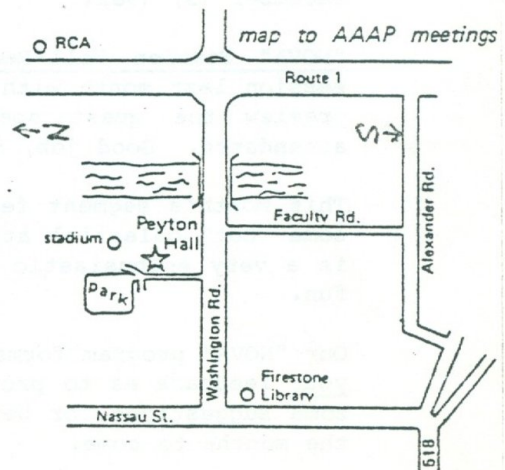 map to AAAP meetings
RCA
Route 1
N
S
Faculty Rd.
Alexander Rd.
Peyton
Hall
stadium
Park
Washington Rd.
Firestone
Library
Nassau St.